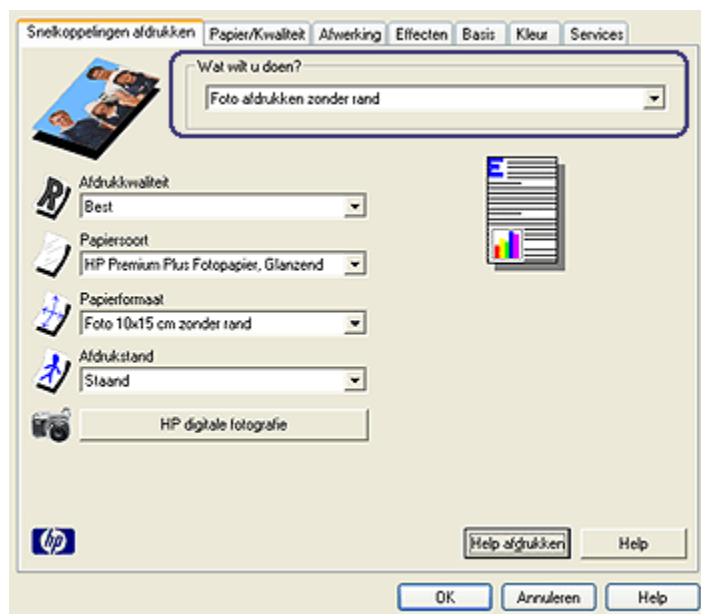 Snelkoppelingen afdrukken Papier/Kwaliteit Afwerking Effecten Basis Kleur Services
Wat wilt u doen?
Foto afdrukken zonder rand
Afdrukkwaliteit
Best
Papiersoort
HP Premium Plus Fotopapier, Glanzend
Papierformaat
Foto 10x15 cm zonder rand
Afdrukstand
Staand
HP digitale fotografie
hp
Help afdrukken Help
OK Annuleren Help